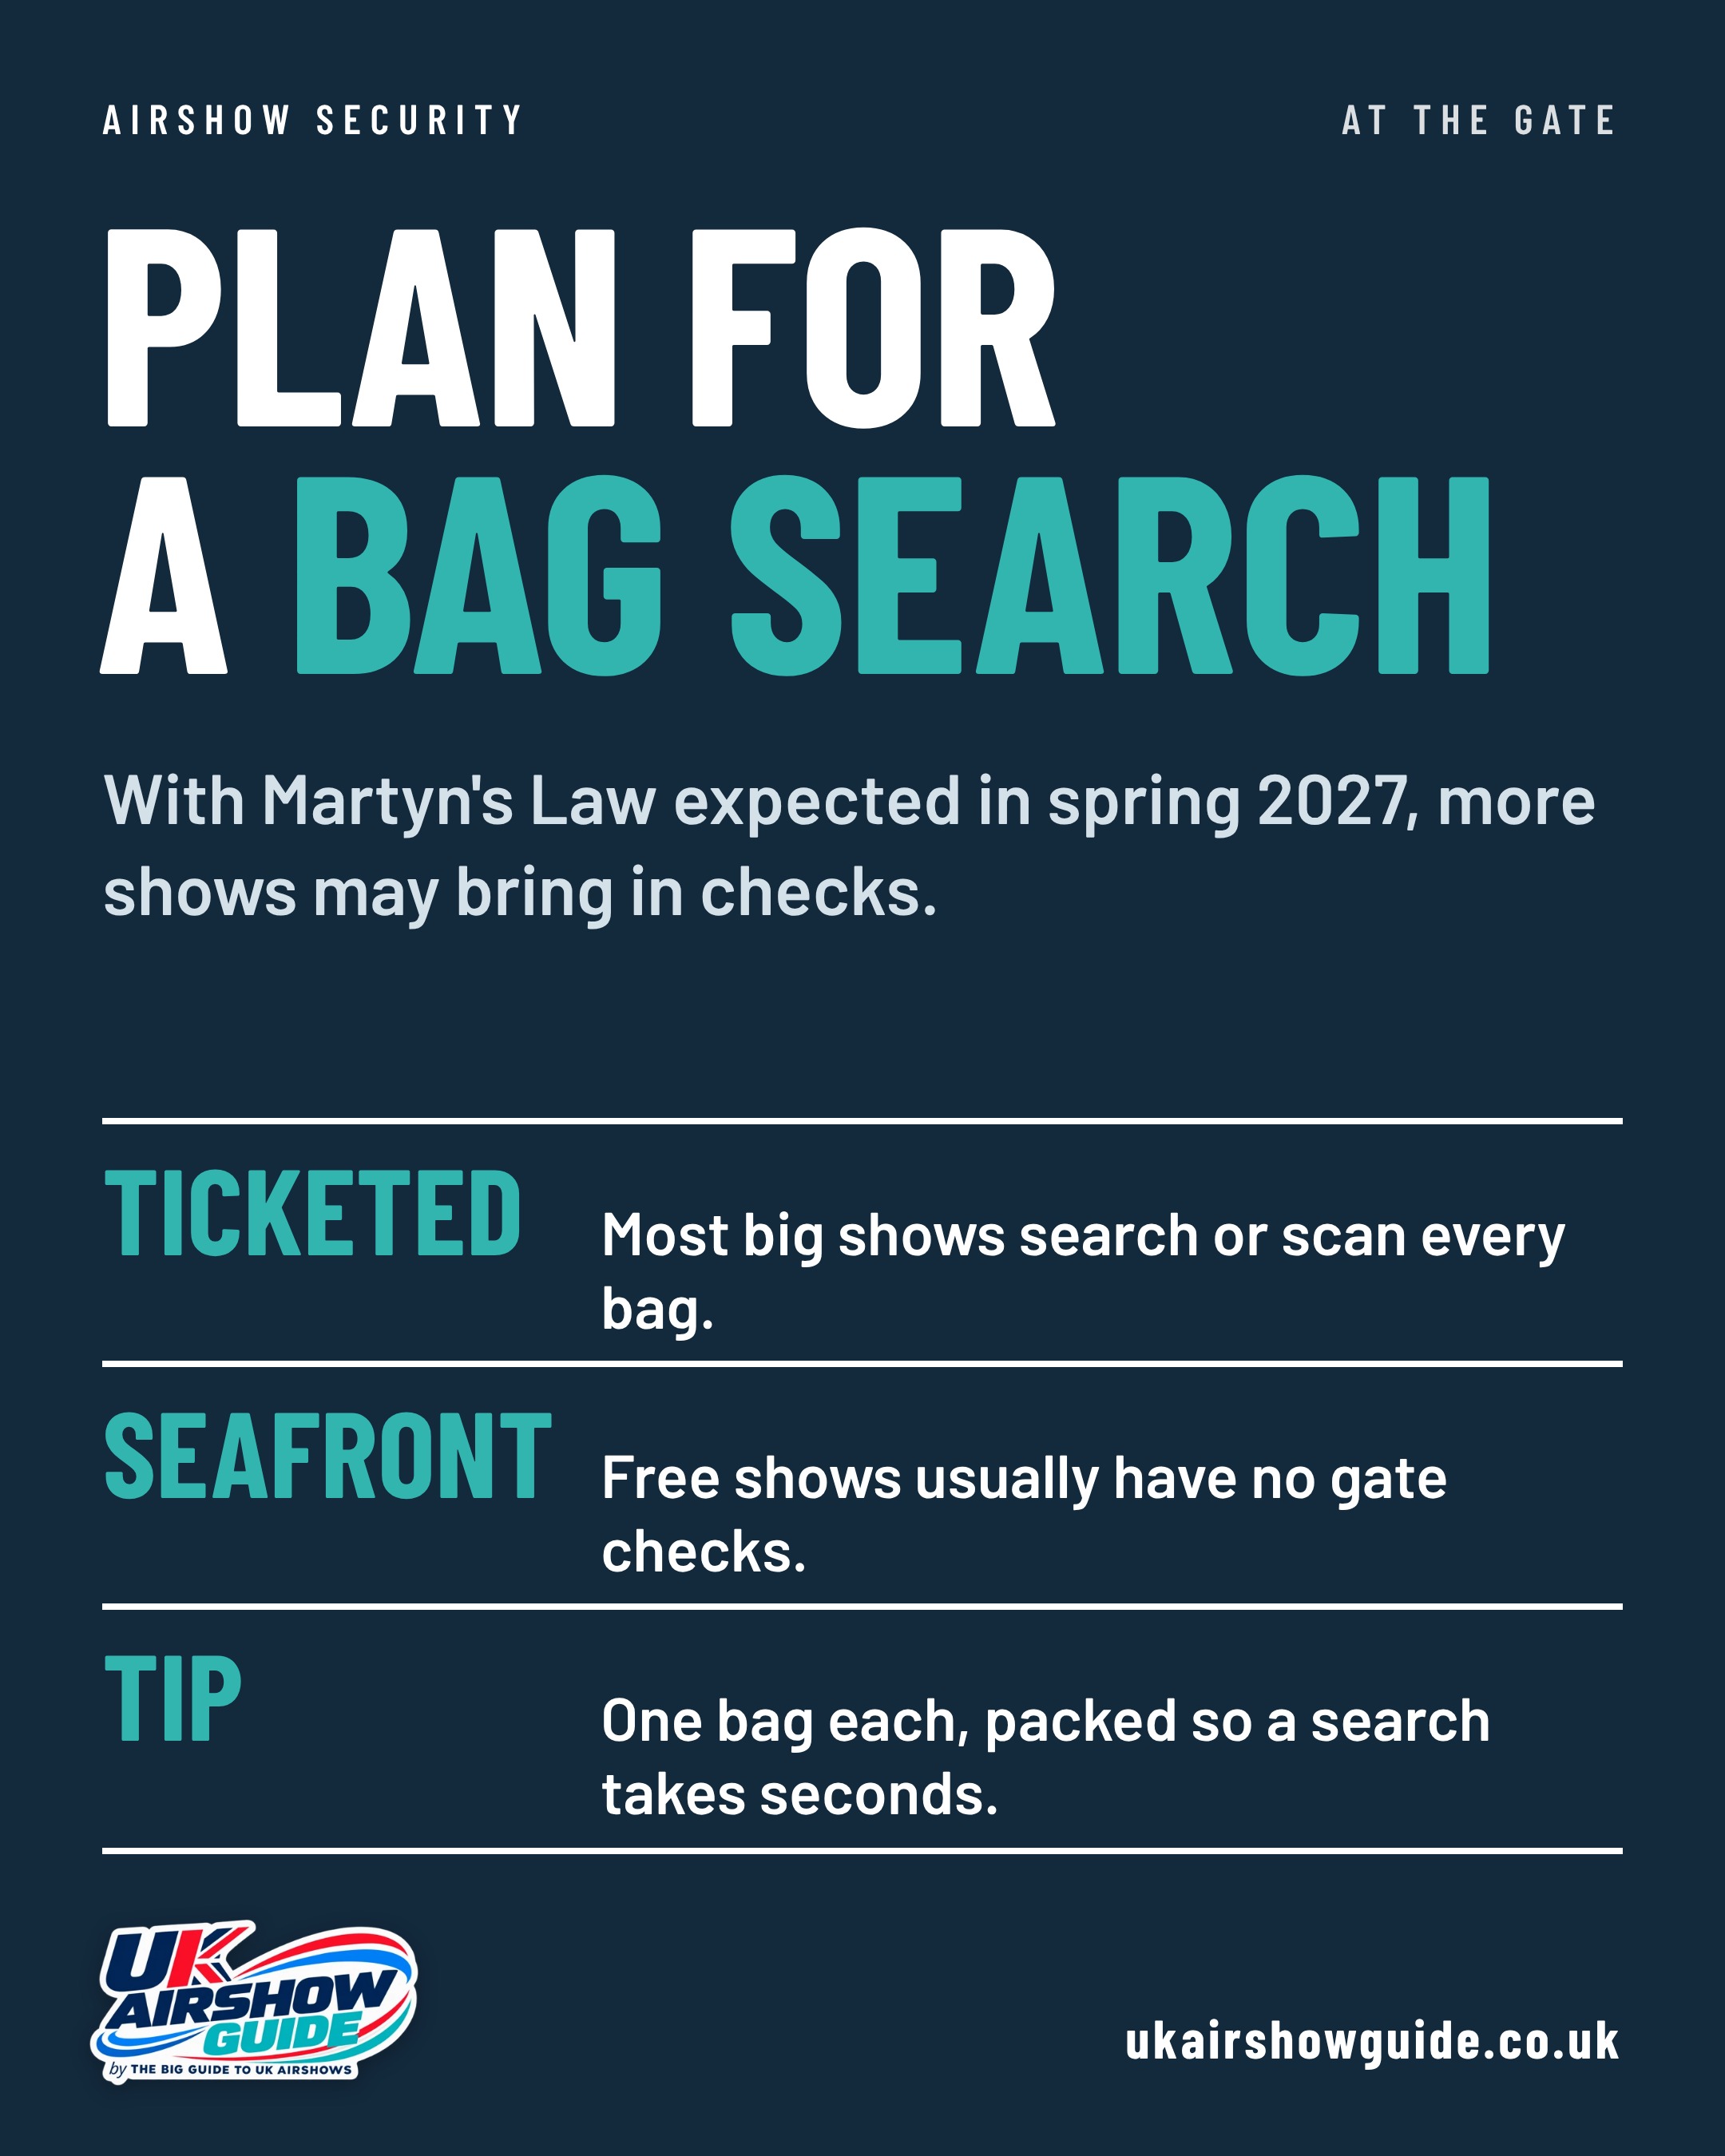 AIRSHOW SECURITY
AT THE GATE
PLAN FOR
A BAG SEARCH
With Martyn's Law expected in spring 2027, more
shows may bring in checks.
TICKETED
Most big shows search or scan every
bag.
SEAFRONT
Free shows usually have no gate
checks.
TIP
One bag each, packed so a search
takes seconds.
UK
AIRSHOW
GUIDE
by THE BIG GUIDE TO UK AIRSHOWS
ukairshowguide.co.uk